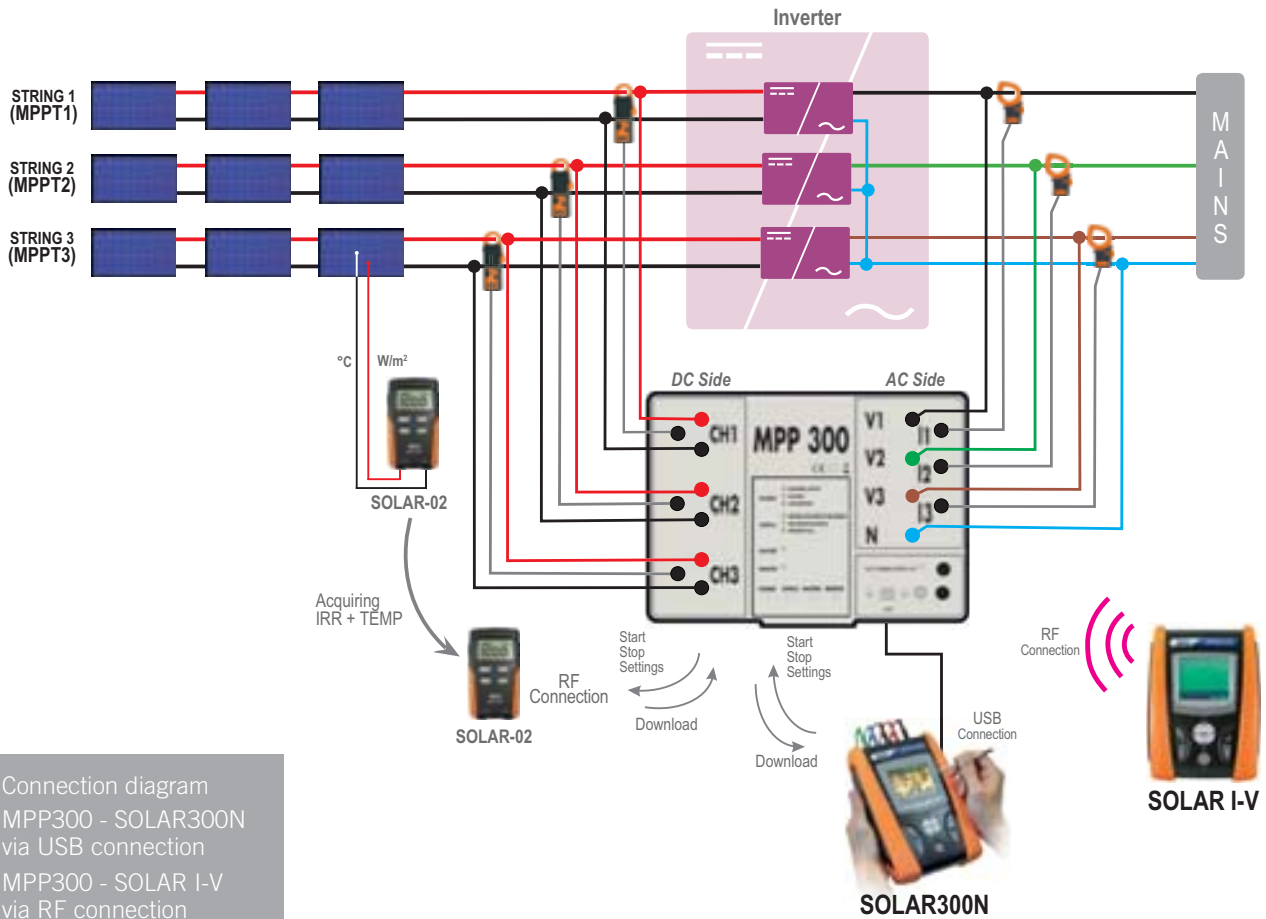 Inverter
STRING 1
(MPPT1)
STRING 2
(MPPT2)
STRING 3
(MPPT3)
MAINS
°C
W/m²
DC Side
AC Side
SOLAR-02
CH1
CH2
CH3
MPP 300
V1
I1
V2
I2
V3
I3
N
Acquiring
IRR + TEMP
SOLAR-02
RF
Connection
Start
Stop
Settings
Download
Start
Stop
Settings
Download
USB
Connection
RF
Connection
SOLAR I-V
SOLAR300N
Connection diagram
MPP300 - SOLAR300N
via USB connection
MPP300 - SOLAR I-V
via RF connection